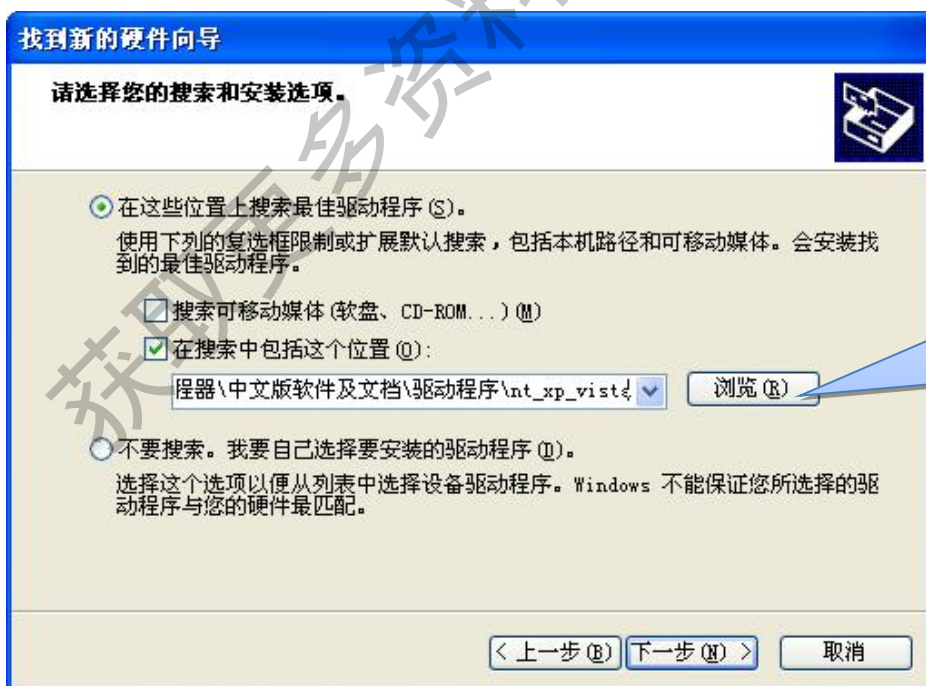 找到新的硬件向导
请选择您的搜索和安装选项。
在这些位置上搜索最佳驱动程序(S)。
使用下列的复选框限制或扩展默认搜索,包括本机路径和可移动媒体。会安装找
到的最佳驱动程序。
搜索可移动媒体(软盘、CD-ROM...)(M)
在搜索中包括这个位置(O):
程器\中文版软件及文档\驱动程序\nt_xp_vista
浏览(R)
不要搜索。我要自己选择要安装的驱动程序(D)。
选择这个选项以便从列表中选择设备驱动程序。Windows 不能保证您所选择的驱
动程序与您的硬件最匹配。
< 上一步(B)
下一步(N) >
取消
获取更多资料